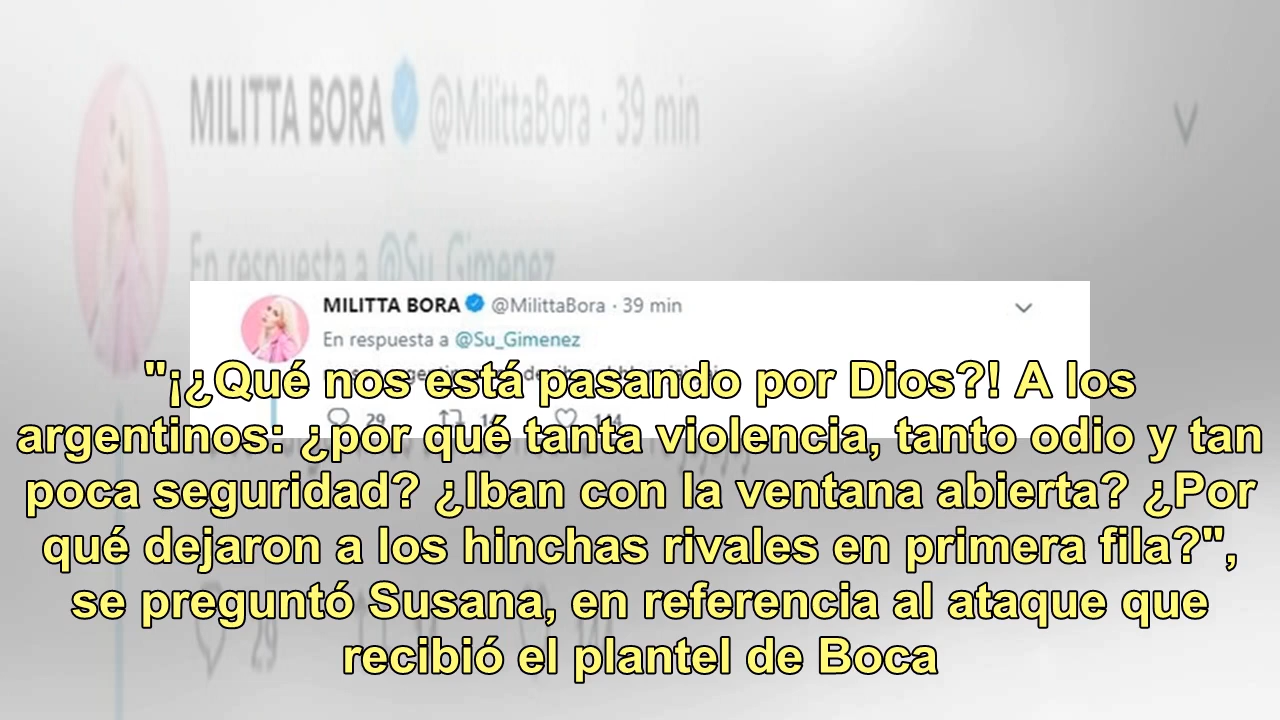 MILITTA BORA @MilittaBora · 39 min
En respuesta a @Su_Gimenez
MILITTA BORA @MilittaBora · 39 min
En respuesta a @Su_Gimenez
29
"¡¿Qué nos está pasando por Dios?! A los
argentinos: ¿por qué tanta violencia, tanto odio y tan
poca seguridad? ¿Iban con la ventana abierta? ¿Por
qué dejaron a los hinchas rivales en primera fila?",
se preguntó Susana, en referencia al ataque que
recibió el plantel de Boca
29